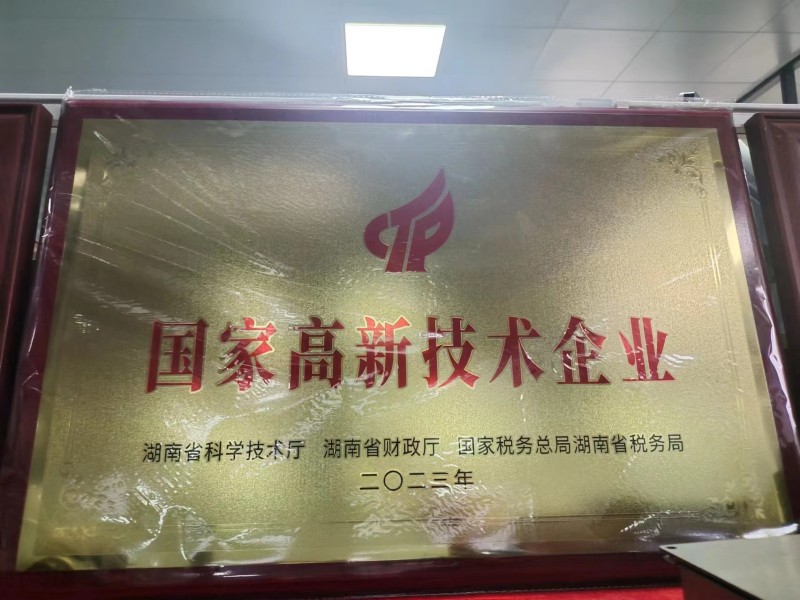 国家高新技术企业
湖南省科学技术厅 湖南省财政厅 国家税务总局湖南省税务局
二〇二三年